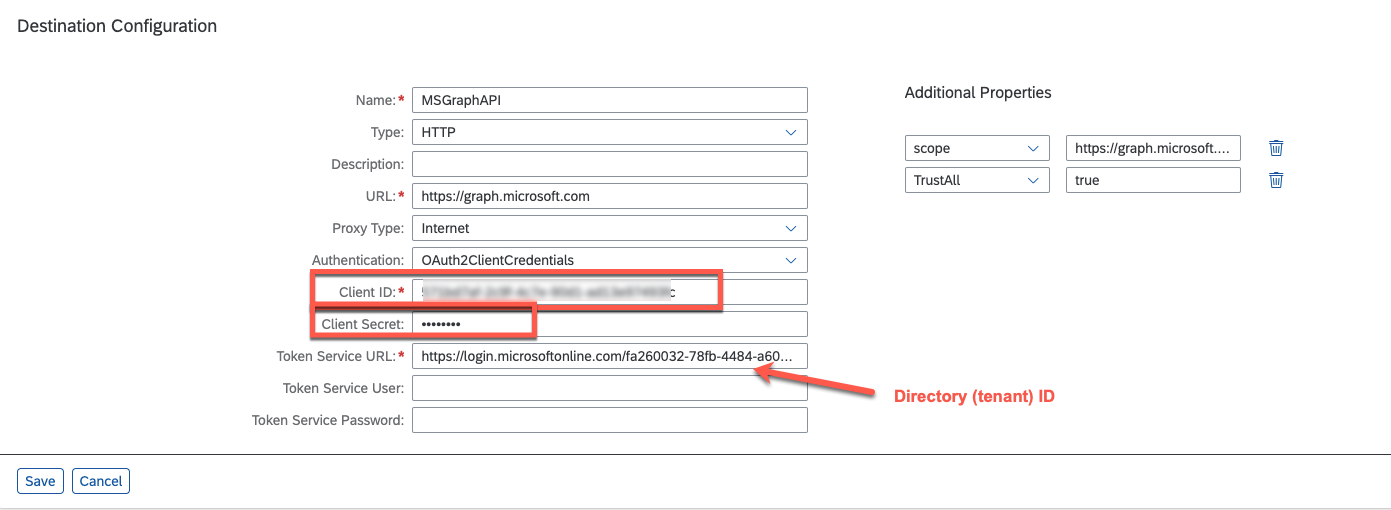 Destination Configuration
Name:* MSGraphAPI
Type: HTTP
Description:
URL:* https://graph.microsoft.com
Proxy Type: Internet
Authentication: OAuth2ClientCredentials
Client ID:*
Client Secret: ••••••••
Token Service URL:* https://login.microsoftonline.com/fa260032-78fb-4484-a60...
Token Service User:
Token Service Password:
Additional Properties
scope https://graph.microsoft....
TrustAll true
Directory (tenant) ID
Save Cancel